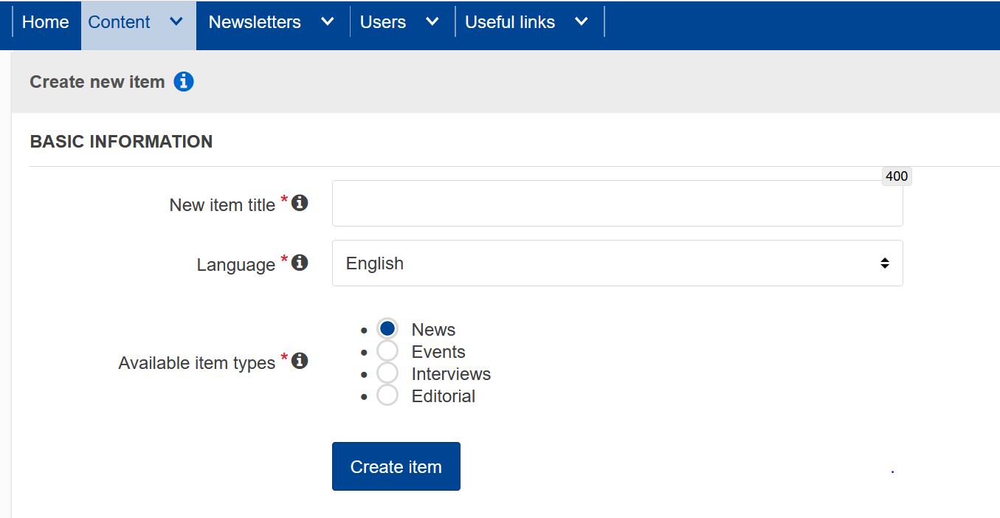 Home Content Newsletters Users Useful links
Create new item
BASIC INFORMATION
400
New item title *
Language * English
Available item types *
• News
• Events
• Interviews
• Editorial
Create item